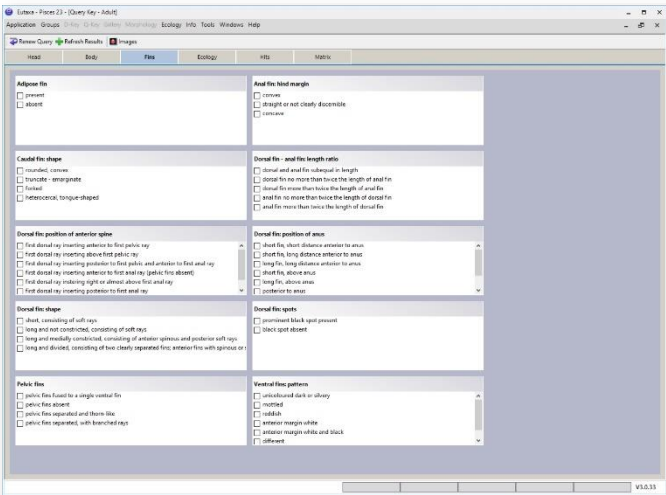 Eutaxa - Pisces 23 - [Query Key - Adult]
Application Groups D-Key Q-Key Gallery Morphology Ecology Info Tools Windows Help
Renew Query Refresh Results Images
Head Body Fins Ecology Hits Matrix
Adipose fin
present
absent
Anal fin: hind margin
convex
straight or not clearly discernible
concave
Caudal fin: shape
rounded, convex
truncate - emarginate
forked
heterocercal, tongue-shaped
Dorsal fin - anal fin: length ratio
dorsal and anal fin subequal in length
dorsal fin no more than twice the length of anal fin
dorsal fin more than twice the length of anal fin
anal fin no more than twice the length of dorsal fin
anal fin more than twice the length of dorsal fin
Dorsal fin: position of anterior spine
first dorsal ray inserting anterior to first pelvic ray
first dorsal ray inserting above first pelvic ray
first dorsal ray inserting posterior to first pelvic and anterior to first anal ray
first dorsal ray inserting anterior to first anal ray (pelvic fins absent)
first dorsal ray insterting right or almost above first anal ray
first dorsal ray inserting posterior to first anal ray
Dorsal fin: position of anus
short fin, short distance anterior to anus
short fin, long distance anterior to anus
long fin, long distance anterior to anus
short fin, above anus
long fin, above anus
posterior to anus
Dorsal fin: shape
short, consisting of soft rays
long and not constricted, consisting of soft rays
long and medially constricted, consisting of anterior spinous and posterior soft rays
long and divided, consisting of two clearly separated fins; anterior fins with spinous or s
Dorsal fin: spots
prominent black spot present
black spot absent
Pelvic fins
pelvic fins fused to a single ventral fin
pelvic fins absent
pelvic fins separated and thorn-like
pelvic fins separated, with branched rays
Ventral fins: pattern
unicoloured dark or silvery
mottled
reddish
anterior margin white
anterior margin white and black
different
V3.0.33